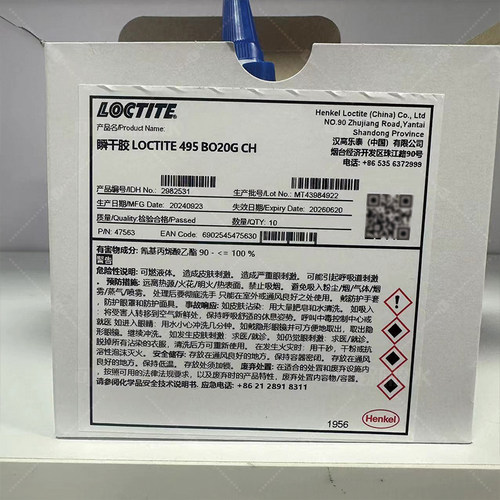 LOCTITE.
产品名/Product Name:
瞬干胶 LOCTITE 495 BO20G CH
Henkel Loctite (China) Co., Ltd
NO.90 Zhujiang Road,Yantai
Shandong Province
汉高乐泰（中国）有限公司
烟台经济开发区珠江路90号
电话: +86 535 6372999
产品编号/IDH No.: 2982531
生产批号/Lot No.: MT43984922
生产日期/MFG Date: 20240823
失效日期/Expiry Date: 20260620
质量/Quality:检验合格/Passed
数量/QTY: 10
P/N: 47563
EAN Code: 6902545475630
有害物成分: 氰基丙烯酸乙酯 90 - <= 100 %
警告
危险性说明: 可燃液体。 造成皮肤刺激。 造成严重眼刺激。 可能引起呼吸道刺
激。 预防措施: 远离热源/火花/明火/热表面。禁止吸烟。 避免吸入粉尘/烟/气体/烟
雾/蒸气/喷雾。 处理后要彻底洗手 只能在室外或通风良好之处使用。 戴防护手套
、防护眼罩和防护面具。 事故响应: 如皮肤沾染: 用大量肥皂和水清洗。如吸入
: 将受害人转移到空气新鲜处, 保持呼吸舒适的休息姿势。 呼叫中毒控制中心或
就医 如进入眼睛: 用水小心冲洗几分钟。如戴隐形眼镜并可方便地取出, 取出隐
形眼镜。继续冲洗。 如发生皮肤刺激: 求医/就诊。 如仍觉眼刺激: 求医/就诊。
脱掉所有沾染的衣服, 清洗后方可重新使用。 在发生火灾时: 用干砂、干粉或抗
溶性泡沫灭火。 安全储存: 存放在通风良好的地方。保持容器密闭。 存放在通风
良好的地方。保持低温。 存放处须加锁。 废弃处置: 在适合的处置和废弃设施内
, 按照可用的法律法规要求, 以及废弃时的产品特性, 废弃处置内容物/容器。
请参阅化学品安全技术说明书. 应急电话: +86 21 2891 8311
1956
Henkel